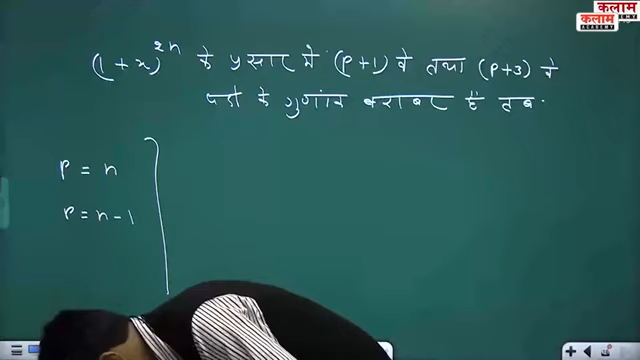 कलाम
कलाम
ACADEMY
(1 + x)^2n के प्रसार में (p+1) वे तथा (p+3) वे
पदों के गुणांक बराबर हैं तब
p = n
p = n-1